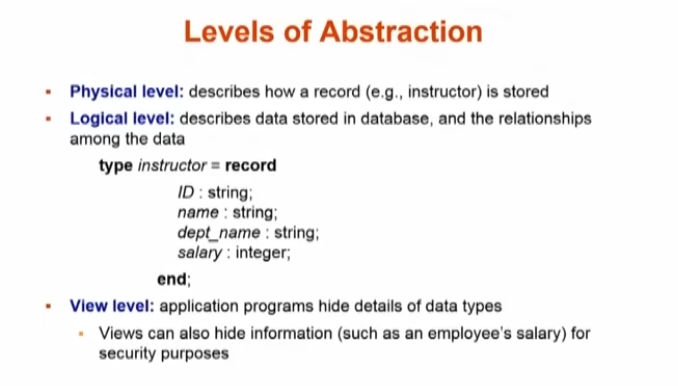 Levels of Abstraction
Physical level: describes how a record (e.g., instructor) is stored
Logical level: describes data stored in database, and the relationships
among the data
type instructor = record
ID : string;
name : string;
dept_name : string;
salary : integer;
end;
View level: application programs hide details of data types
Views can also hide information (such as an employee's salary) for
security purposes